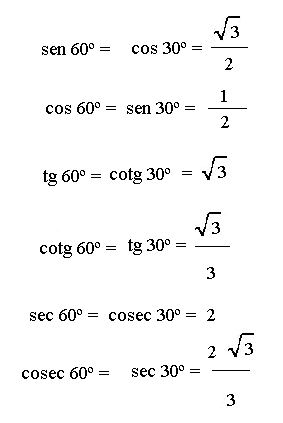 sen 60º = cos 30º = √3/2
cos 60º = sen 30º = 1/2
tg 60º = cotg 30º = √3
cotg 60º = tg 30º = √3/3
sec 60º = cosec 30º = 2
cosec 60º = sec 30º = 2 √3/3